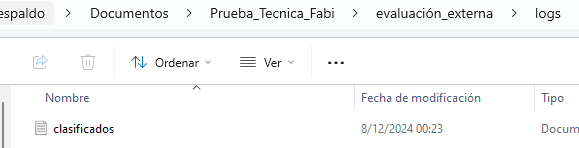 espaldo > Documentos > Prueba_Tecnica_Fabi > evaluación_externa > logs
Ordenar Ver ...
Nombre Fecha de modificación Tipo
clasificados 8/12/2024 00:23 Docum